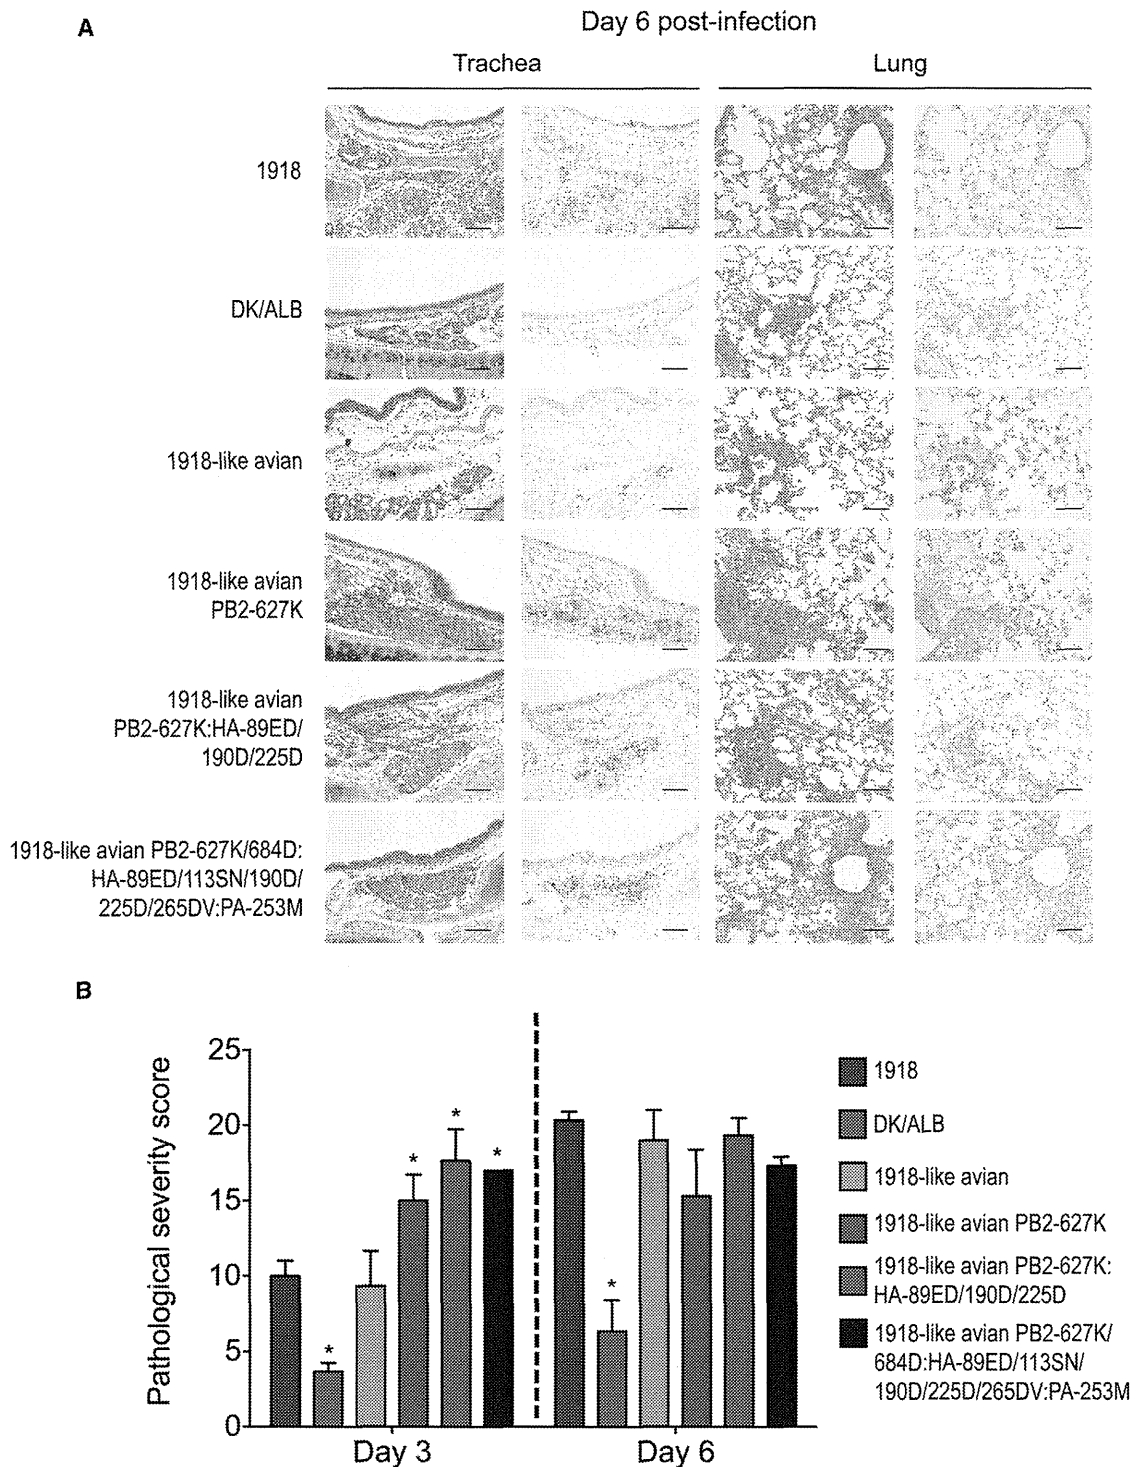 A
Day 6 post-infection
Trachea
Lung
1918
DK/ALB
1918-like avian
1918-like avian
PB2-627K
1918-like avian
PB2-627K:HA-89ED/
190D/225D
1918-like avian PB2-627K/684D:
HA-89ED/113SN/190D/
225D/265DV:PA-253M
B
Pathological severity score
25
20
15
10
5
0
*
*
*
*
*
Day 3
Day 6
1918
DK/ALB
1918-like avian
1918-like avian PB2-627K
1918-like avian PB2-627K:
HA-89ED/190D/225D
1918-like avian PB2-627K/
684D:HA-89ED/113SN/
190D/225D/265DV:PA-253M